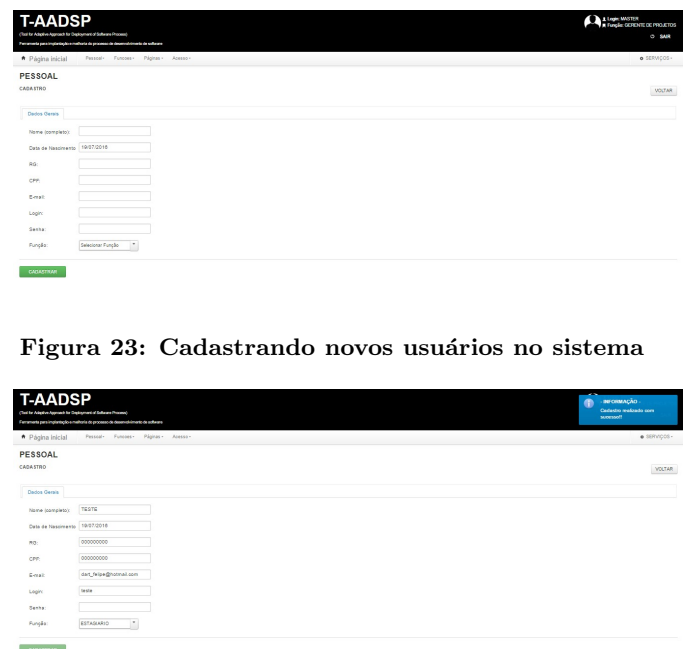 T-AADSP
(Tool for Adaptive Approach for Deployment of Software Process)
Ferramenta para implantação e melhoria do processo de desenvolvimento de software
Login: MASTER
Função: GERENTE DE PROJETOS
SAIR
Página Inicial Pessoal Funcoes Páginas Acesso SERVIÇOS
PESSOAL
CADASTRO
VOLTAR
Dados Gerais
Nome (completo):
Data de Nascimento 19/07/2016
RG:
CPF:
E-mail:
Login:
Senha:
Função: Selecionar Função
CADASTRAR
Figura 23: Cadastrando novos usuários no sistema
T-AADSP
(Tool for Adaptive Approach for Deployment of Software Process)
Ferramenta para implantação e melhoria do processo de desenvolvimento de software
- INFORMAÇÃO -
Cadastro realizado com
sucesso!!
Página Inicial Pessoal Funcoes Páginas Acesso SERVIÇOS
PESSOAL
CADASTRO
VOLTAR
Dados Gerais
Nome (completo): TESTE
Data de Nascimento 19/07/2016
RG: 000000000
CPF: 000000000
E-mail: dart_felipe@hotmail.com
Login: teste
Senha:
Função: ESTAGIARIO